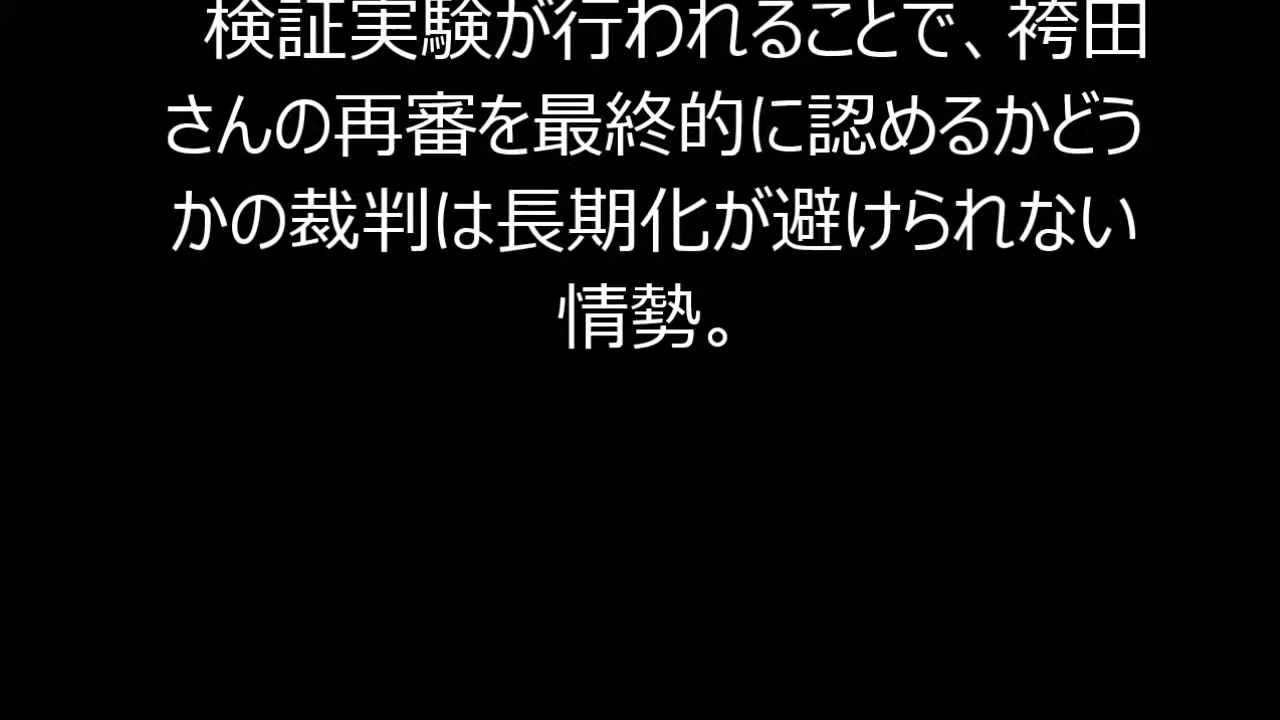 検証実験が行われることで、袴田
さんの再審を最終的に認めるかどう
かの裁判は長期化が避けられない
情勢。